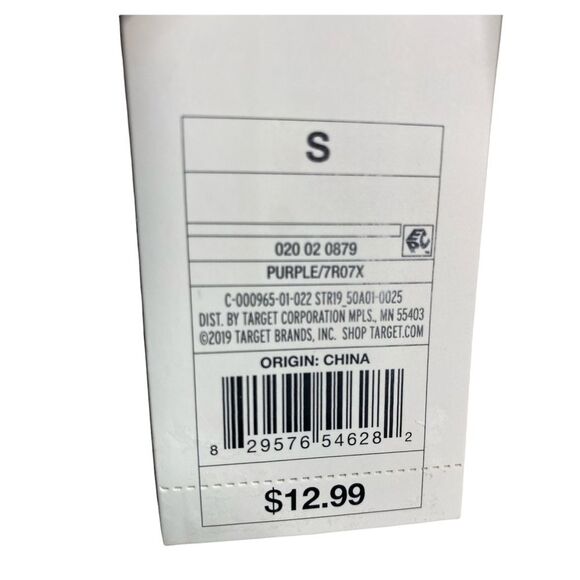 S
020 02 0879
PURPLE/7R07X
C-000965-01-022 STR19_50A01-0025
DIST. BY TARGET CORPORATION MPLS., MN 55403
©2019 TARGET BRANDS, INC. SHOP TARGET.COM
ORIGIN: CHINA
8 29576 54628 2
$12.99